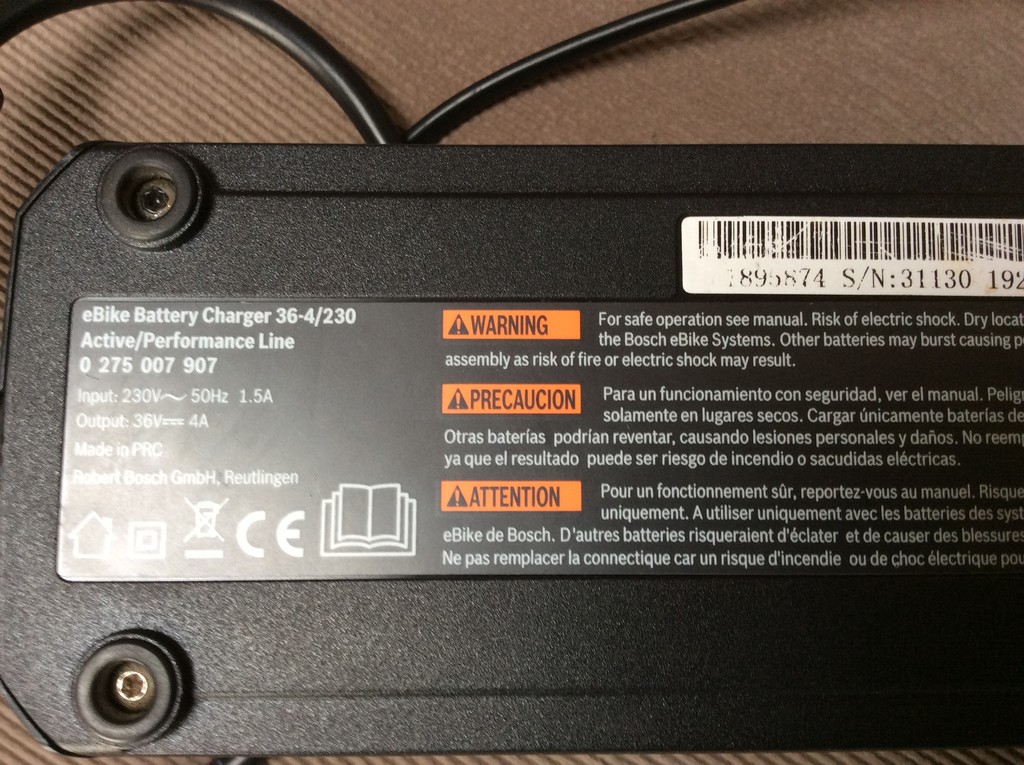 895874 S/N:31130 192
eBike Battery Charger 36-4/230
Active/Performance Line
0 275 007 907
Input: 230V~ 50Hz 1.5A
Output: 36V⎓ 4A
Made in PRC
Robert Bosch GmbH, Reutlingen
CE
WARNING For safe operation see manual. Risk of electric shock. Dry locat
the Bosch eBike Systems. Other batteries may burst causing pe
assembly as risk of fire or electric shock may result.
PRECAUCION Para un funcionamiento con seguridad, ver el manual. Pelig
solamente en lugares secos. Cargar únicamente baterías de
Otras baterías podrían reventar, causando lesiones personales y daños. No reemp
ya que el resultado puede ser riesgo de incendio o sacudidas eléctricas.
ATTENTION Pour un fonctionnement sûr, reportez-vous au manuel. Risque
uniquement. A utiliser uniquement avec les batteries des syst
eBike de Bosch. D'autres batteries risqueraient d'éclater et de causer des blessures
Ne pas remplacer la connectique car un risque d'incendie ou de choc électrique pou